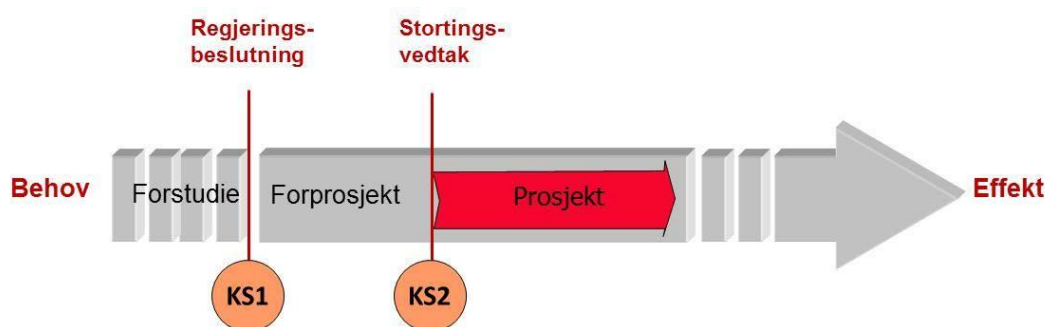 Regjerings-
beslutning
Stortings-
vedtak
Behov
Forstudie
Forprosjekt
Prosjekt
Effekt
KS1
KS2